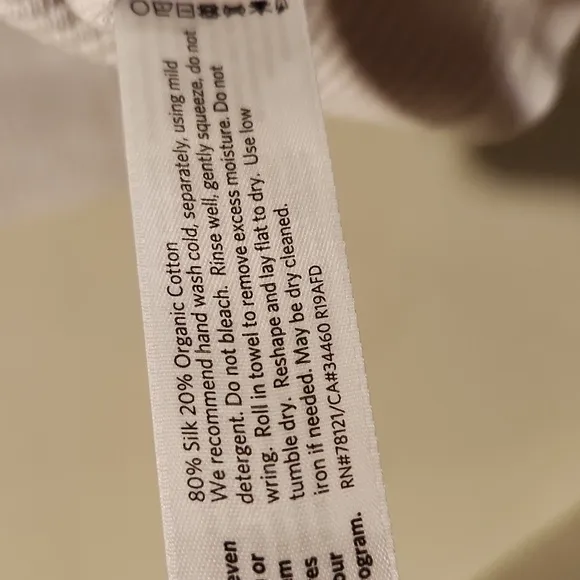 80% Silk 20% Organic Cotton
We recommend hand wash cold, separately, using mild
detergent. Do not bleach. Rinse well, gently squeeze, do not
wring. Roll in towel to remove excess moisture. Do not
tumble dry. Reshape and lay flat to dry. Use low
iron if needed. May be dry cleaned.
RN#78121/CA#34460 R19AFD
even
or